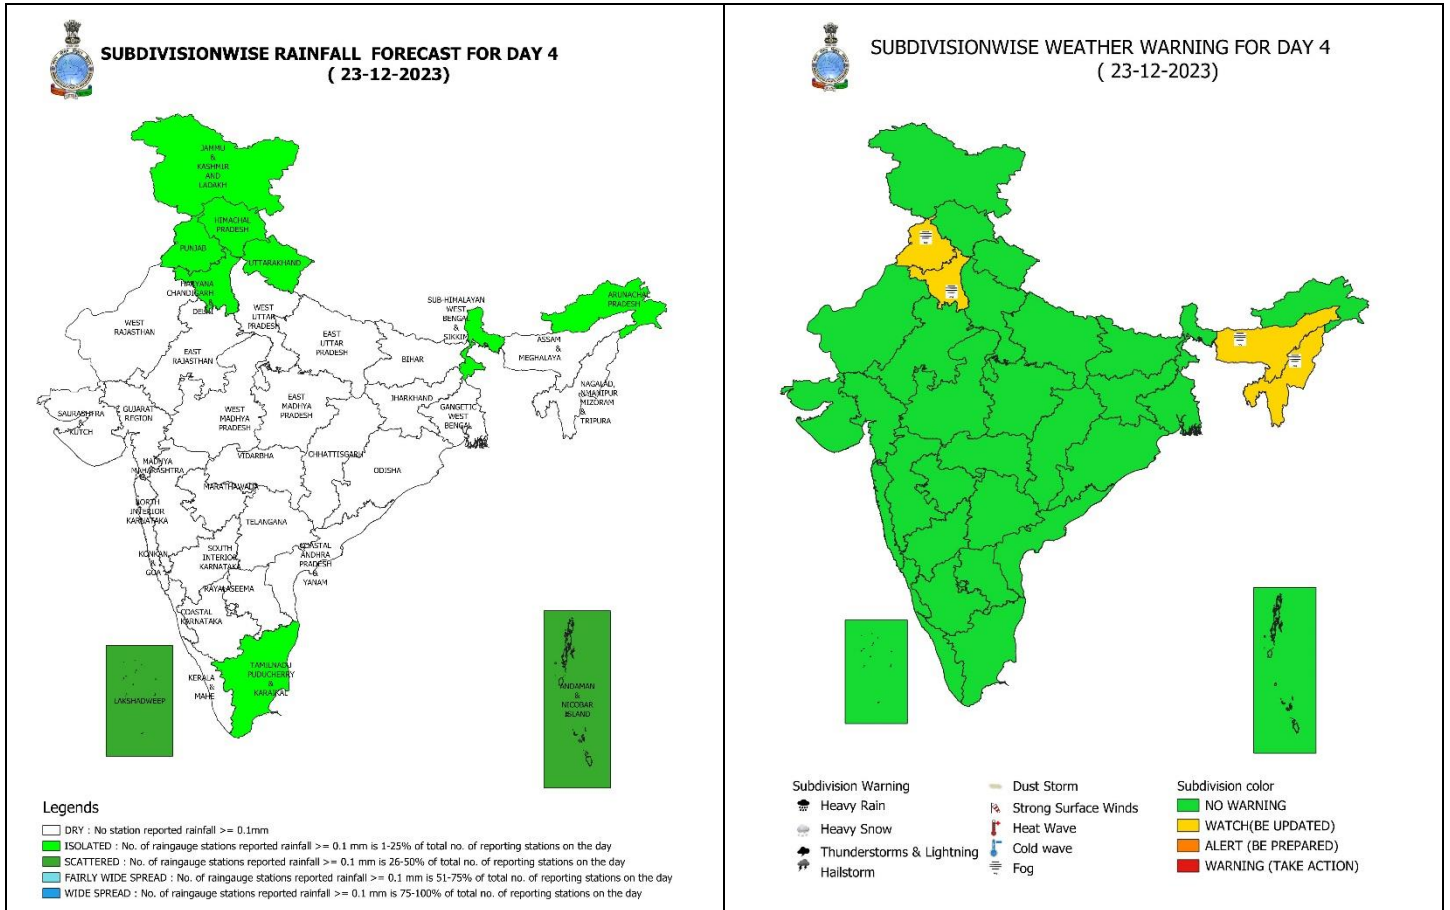 SUBDIVISIONWISE RAINFALL FORECAST FOR DAY 4
( 23-12-2023)
JAMMU
&
KASHMIR
AND
LADAKH
HIMACHAL
PRADESH
PUNJAB
UTTARAKHAND
HARYANA
CHANDIGARH
DELHI
WEST
RAJASTHAN
WEST
UTTAR
PRADESH
EAST
UTTAR
PRADESH
SUB-HIMALAYAN
WEST
BENGAL
&
SIKKIM
ARUNACHAL
PRADESH
ASSAM
&
MEGHALAYA
EAST
RAJASTHAN
BIHAR
NAGALAD,
MANIPUR
MIZORAM
&
TRIPURA
SAURASHTRA
&
KUTCH
GUJARAT
REGION
WEST
MADHYA
PRADESH
EAST
MADHYA
PRADESH
JHARKHAND
GANGETIC
WEST
BENGAL
MADHYA
MAHARASHTRA
VIDARBHA
CHHATTISGARH
ODISHA
MARATHAWADA
NORTH
INTERIOR
KARNATAKA
TELANGANA
KONKAN
&
GOA
SOUTH
INTERIOR
KARNATAKA
COASTAL
ANDHRA
PRADESH
&
YANAM
RAYALASEEMA
COASTAL
KARNATAKA
KERALA
&
MAHE
TAMILNADU
PUDUCHERRY
&
KARAIKAL
LAKSHADWEEP
ANDAMAN
&
NICOBAR
ISLAND
Legends
DRY : No station reported rainfall >= 0.1mm
ISOLATED : No. of raingauge stations reported rainfall >= 0.1 mm is 1-25% of total no. of reporting stations on the day
SCATTERED : No. of raingauge stations reported rainfall >= 0.1 mm is 26-50% of total no. of reporting stations on the day
FAIRLY WIDE SPREAD : No. of raingauge stations reported rainfall >= 0.1 mm is 51-75% of total no. of reporting stations on the day
WIDE SPREAD : No. of raingauge stations reported rainfall >= 0.1 mm is 75-100% of total no. of reporting stations on the day
SUBDIVISIONWISE WEATHER WARNING FOR DAY 4
( 23-12-2023)
Subdivision Warning
Heavy Rain
Heavy Snow
Thunderstorms & Lightning
Hailstorm
Dust Storm
Strong Surface Winds
Heat Wave
Cold wave
Fog
Subdivision color
NO WARNING
WATCH(BE UPDATED)
ALERT (BE PREPARED)
WARNING (TAKE ACTION)